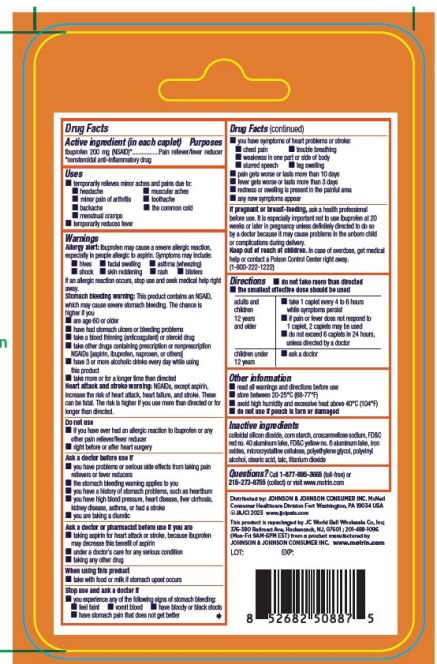 Drug Facts
Active ingredient (in each caplet) Purposes
Ibuprofen 200 mg (NSAID)*..................Pain reliever/fever reducer
*nonsteroidal anti-inflammatory drug
Uses
■ temporarily relieves minor aches and pains due to:
■ headache ■ muscular aches
■ minor pain of arthritis ■ toothache
■ backache ■ the common cold
■ menstrual cramps
■ temporarily reduces fever
Warnings
Allergy alert: Ibuprofen may cause a severe allergic reaction,
especially in people allergic to aspirin. Symptoms may include:
■ hives ■ facial swelling ■ asthma (wheezing)
■ shock ■ skin reddening ■ rash ■ blisters
If an allergic reaction occurs, stop use and seek medical help right
away.
Stomach bleeding warning: This product contains an NSAID,
which may cause severe stomach bleeding. The chance is
higher if you
■ are age 60 or older
■ have had stomach ulcers or bleeding problems
■ take a blood thinning (anticoagulant) or steroid drug
■ take other drugs containing prescription or nonprescription
NSAIDs [aspirin, ibuprofen, naproxen, or others]
■ have 3 or more alcoholic drinks every day while using
this product
■ take more or for a longer time than directed
Heart attack and stroke warning: NSAIDs, except aspirin,
increase the risk of heart attack, heart failure, and stroke. These
can be fatal. The risk is higher if you use more than directed or for
longer than directed.
Do not use
■ if you have ever had an allergic reaction to ibuprofen or any
other pain reliever/fever reducer
■ right before or after heart surgery
Ask a doctor before use if
■ you have problems or serious side effects from taking pain
relievers or fever reducers
■ the stomach bleeding warning applies to you
■ you have a history of stomach problems, such as heartburn
■ you have high blood pressure, heart disease, liver cirrhosis,
kidney disease, asthma, or had a stroke
■ you are taking a diuretic
Ask a doctor or pharmacist before use if you are
■ taking aspirin for heart attack or stroke, because ibuprofen
may decrease this benefit of aspirin
■ under a doctor's care for any serious condition
■ taking any other drug
When using this product
■ take with food or milk if stomach upset occurs
Stop use and ask a doctor if
■ you experience any of the following signs of stomach bleeding:
■ feel faint ■ vomit blood ■ have bloody or black stools
■ have stomach pain that does not get better
Drug Facts (continued)
■ you have symptoms of heart problems or stroke:
■ chest pain ■ trouble breathing
■ weakness in one part or side of body
■ slurred speech ■ leg swelling
■ pain gets worse or lasts more than 10 days
■ fever gets worse or lasts more than 3 days
■ redness or swelling is present in the painful area
■ any new symptoms appear
If pregnant or breast-feeding, ask a health professional
before use. It is especially important not to use ibuprofen at 20
weeks or later in pregnancy unless definitely directed to do so
by a doctor because it may cause problems in the unborn child
or complications during delivery.
Keep out of reach of children. In case of overdose, get medical
help or contact a Poison Control Center right away.
(1-800-222-1222)
Directions ■ do not take more than directed
■ the smallest effective dose should be used
adults and
children
12 years
and older
■ take 1 caplet every 4 to 6 hours
while symptoms persist
■ if pain or fever does not respond to
1 caplet, 2 caplets may be used
■ do not exceed 6 caplets in 24 hours,
unless directed by a doctor
children under
12 years
■ ask a doctor
Other information
■ read all warnings and directions before use
■ store between 20-25°C (68-77°F)
■ avoid high humidity and excessive heat above 40°C (104°F)
■ do not use if pouch is torn or damaged
Inactive ingredients
colloidal silicon dioxide, corn starch, croscarmellose sodium, FD&C
red no. 40 aluminum lake, FD&C yellow no. 6 aluminum lake, iron
oxides, microcrystalline cellulose, polyethylene glycol, polyvinyl
alcohol, stearic acid, talc, titanium dioxide
Questions? Call 1-877-895-3665 (toll-free) or
215-273-8755 (collect) or visit www.motrin.com
Distributed by: JOHNSON & JOHNSON CONSUMER INC. McNeil
Consumer Healthcare Division Fort Washington, PA 19034 USA
© J&JCI 2023 www.jjcipats.com
This product is repackaged by JC World Bell Wholesale Co, Inc;
375-380 Railroad Ave, Hackensack, NJ, 07601 ; 201-488-1096
(Mon-Fri 9AM-6PM EST) from a product manufactured by
JOHNSON & JOHNSON CONSUMER INC. www.motrin.com
LOT: EXP:
8 52682 50887 5
n